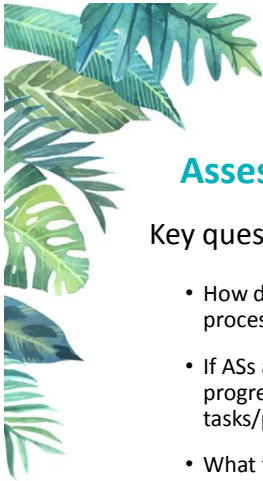 Asses
Key ques
• How d
proces
• If ASs
progre
tasks/
• What